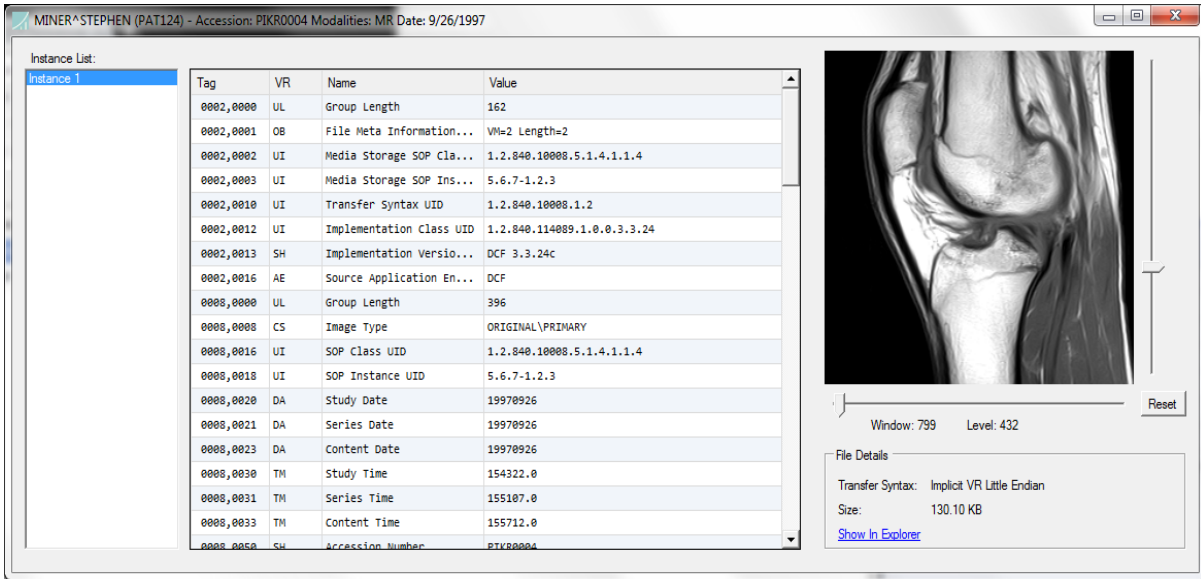 MINER^STEPHEN (PAT124) - Accession: PIKR0004 Modalities: MR Date: 9/26/1997
Instance List:
Instance 1
Tag VR Name Value
0002,0000 UL Group Length 162
0002,0001 OB File Meta Information... VM=2 Length=2
0002,0002 UI Media Storage SOP Cla... 1.2.840.10008.5.1.4.1.1.4
0002,0003 UI Media Storage SOP Ins... 5.6.7-1.2.3
0002,0010 UI Transfer Syntax UID 1.2.840.10008.1.2
0002,0012 UI Implementation Class UID 1.2.840.114089.1.0.0.3.3.24
0002,0013 SH Implementation Versio... DCF 3.3.24c
0002,0016 AE Source Application En... DCF
0008,0000 UL Group Length 396
0008,0008 CS Image Type ORIGINAL\PRIMARY
0008,0016 UI SOP Class UID 1.2.840.10008.5.1.4.1.1.4
0008,0018 UI SOP Instance UID 5.6.7-1.2.3
0008,0020 DA Study Date 19970926
0008,0021 DA Series Date 19970926
0008,0023 DA Content Date 19970926
0008,0030 TM Study Time 154322.0
0008,0031 TM Series Time 155107.0
0008,0033 TM Content Time 155712.0
0008,0050 SH Accession Number PIKR0004
Reset
Window: 799 Level: 432
File Details
Transfer Syntax: Implicit VR Little Endian
Size: 130.10 KB
Show In Explorer